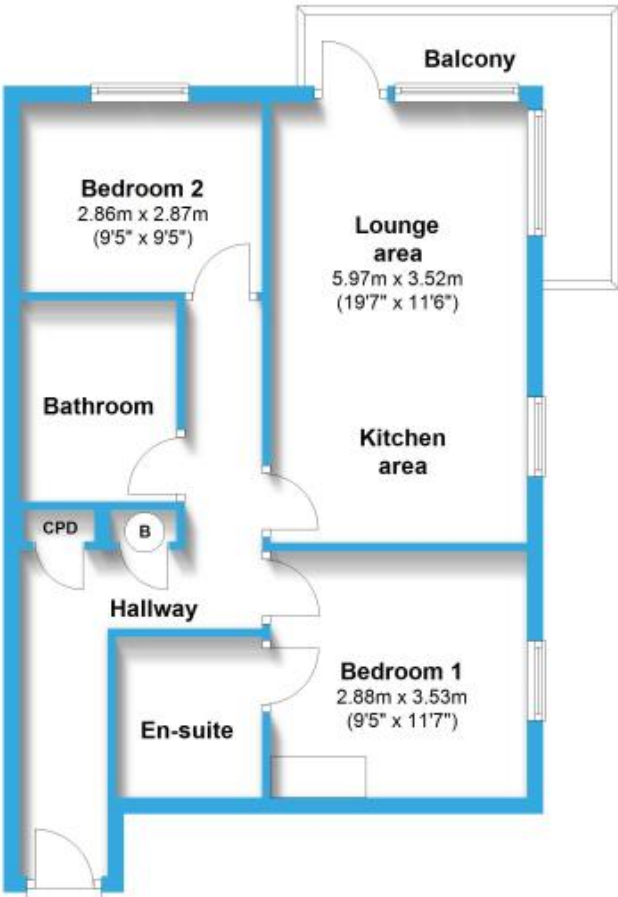 Balcony
Bedroom 2
2.86m x 2.87m
(9'5" x 9'5")
Lounge
area
5.97m x 3.52m
(19'7" x 11'6")
Bathroom
Kitchen
area
CPD
B
Hallway
Bedroom 1
2.88m x 3.53m
(9'5" x 11'7")
En-suite